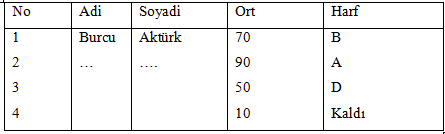 No Adi Soyadi Ort Harf
1 Burcu Aktürk 70 B
2 … …. 90 A
3 50 D
4 10 Kaldı